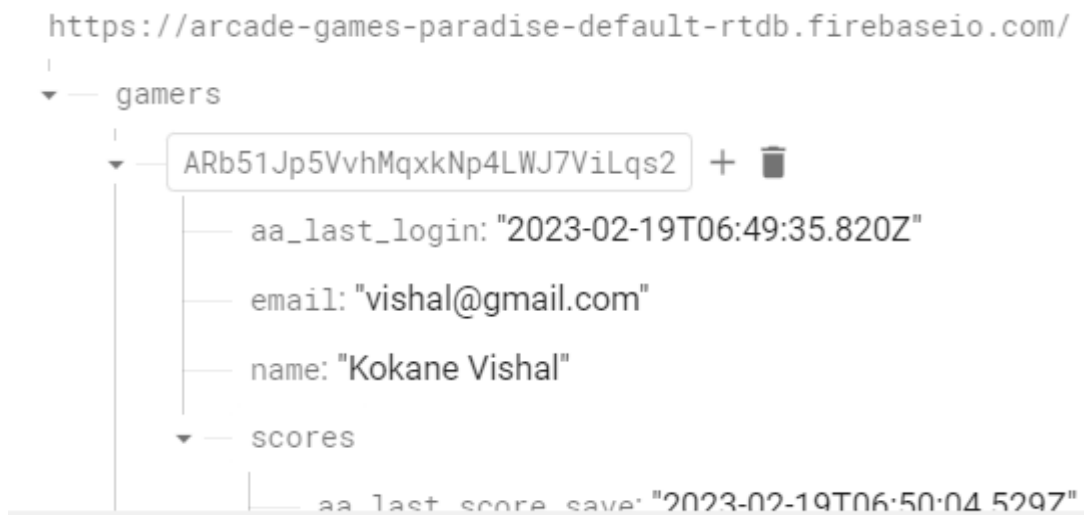 https://arcade-games-paradise-default-rtdb.firebaseio.com/
gamers
ARb51Jp5VvhMqxkNp4LWJ7ViLqs2
aa_last_login: "2023-02-19T06:49:35.820Z"
email: "vishal@gmail.com"
name: "Kokane Vishal"
scores
aa_last_score_save: "2023-02-19T06:50:04.529Z"